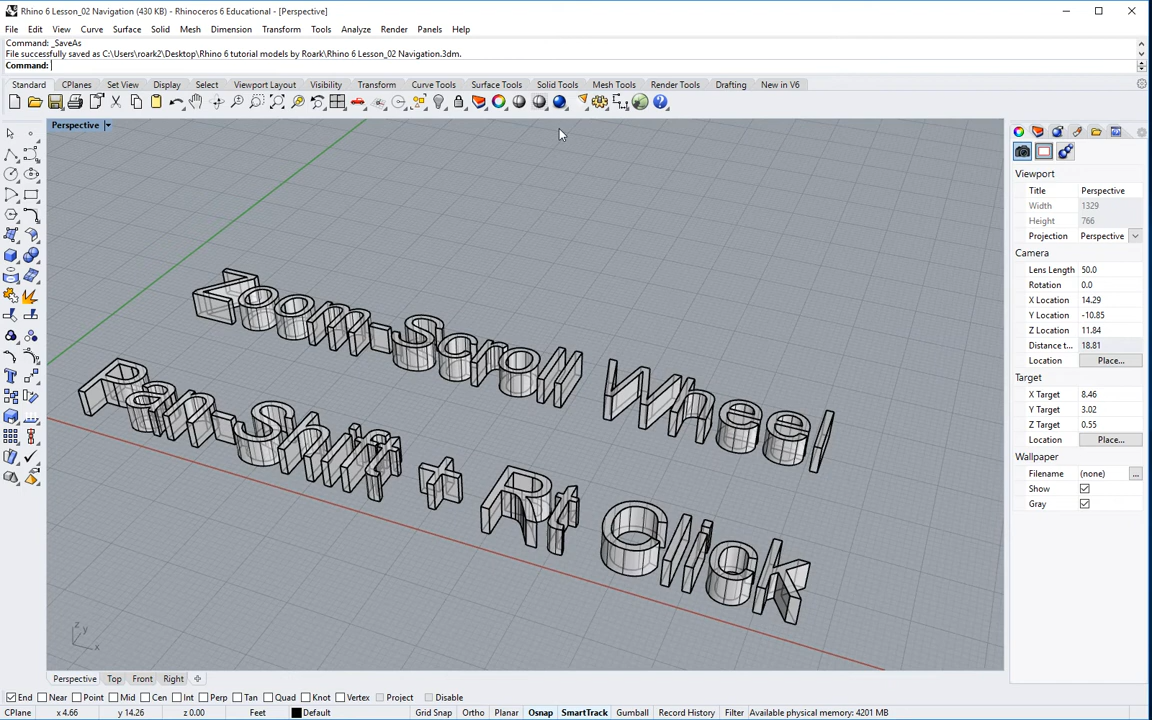 Rhino 6 Lesson_02 Navigation (430 KB) - Rhinoceros 6 Educational - [Perspective]
File Edit View Curve Surface Solid Mesh Dimension Transform Tools Analyze Render Panels Help
Command: _SaveAs
File successfully saved as C:\Users\roark2\Desktop\Rhino 6 tutorial models by Roark\Rhino 6 Lesson_02 Navigation.3dm.
Command:
Standard CPlanes Set View Display Select Viewport Layout Visibility Transform Curve Tools Surface Tools Solid Tools Mesh Tools Render Tools Drafting New in V6
Perspective
Zoom-Scroll Wheel
Pan-Shift + Rt Click
z y x
Viewport
Title Perspective
Width 1329
Height 766
Projection Perspective
Camera
Lens Length 50.0
Rotation 0.0
X Location 14.29
Y Location -10.85
Z Location 11.84
Distance t... 18.81
Location Place...
Target
X Target 8.46
Y Target 3.02
Z Target 0.55
Location Place...
Wallpaper
Filename (none) ...
Show
Gray
Perspective Top Front Right
End Near Point Mid Cen Int Perp Tan Quad Knot Vertex Project Disable
CPlane x 4.66 y 14.26 z 0.00 Feet Default Grid Snap Ortho Planar Osnap SmartTrack Gumball Record History Filter Available physical memory: 4201 MB